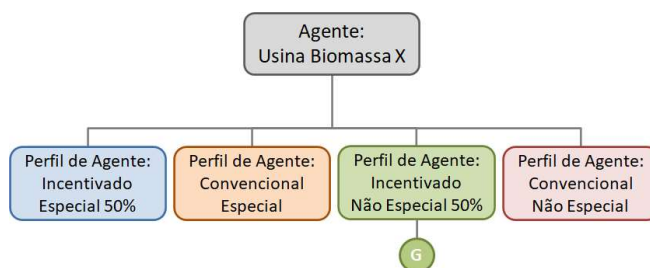 Agente:
Usina Biomassa X
Perfil de Agente:
Incentivado
Especial 50%
Perfil de Agente:
Convencional
Especial
Perfil de Agente:
Incentivado
Não Especial 50%
Perfil de Agente:
Convencional
Não Especial
G